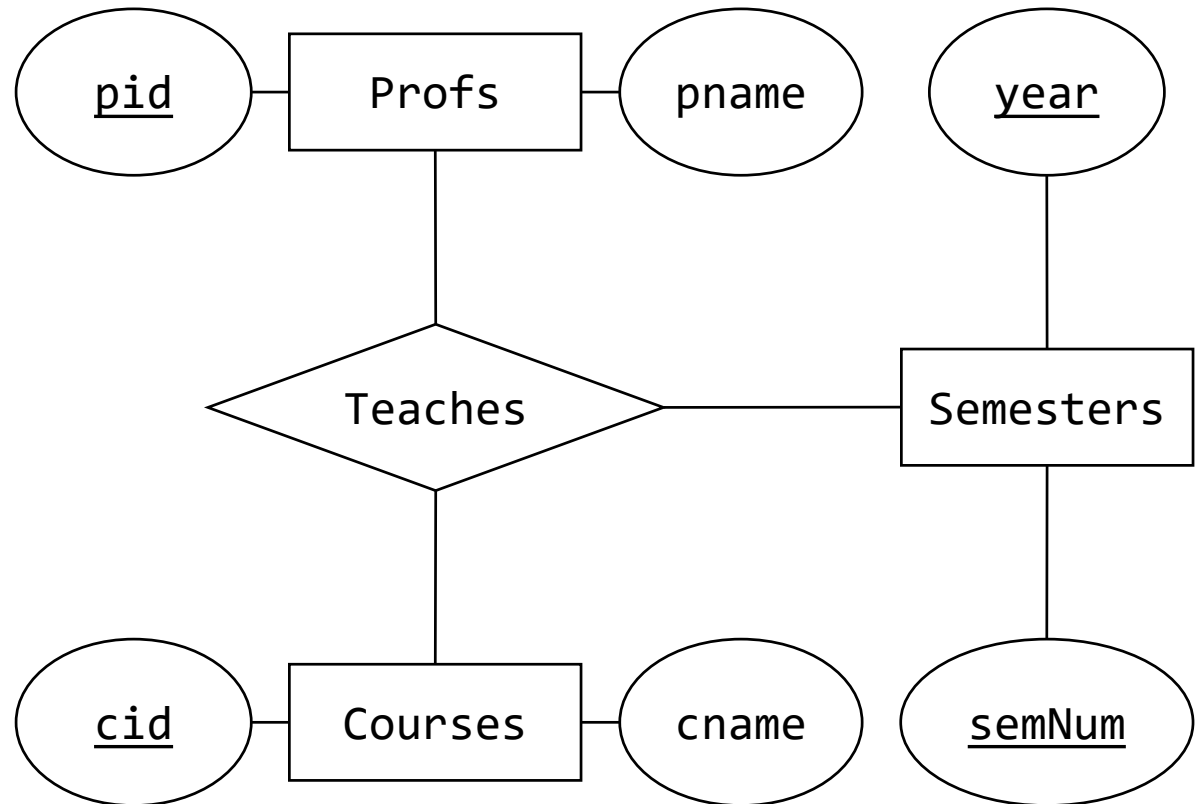 pid
Profs
pname
year
Teaches
Semesters
cid
Courses
cname
semNum